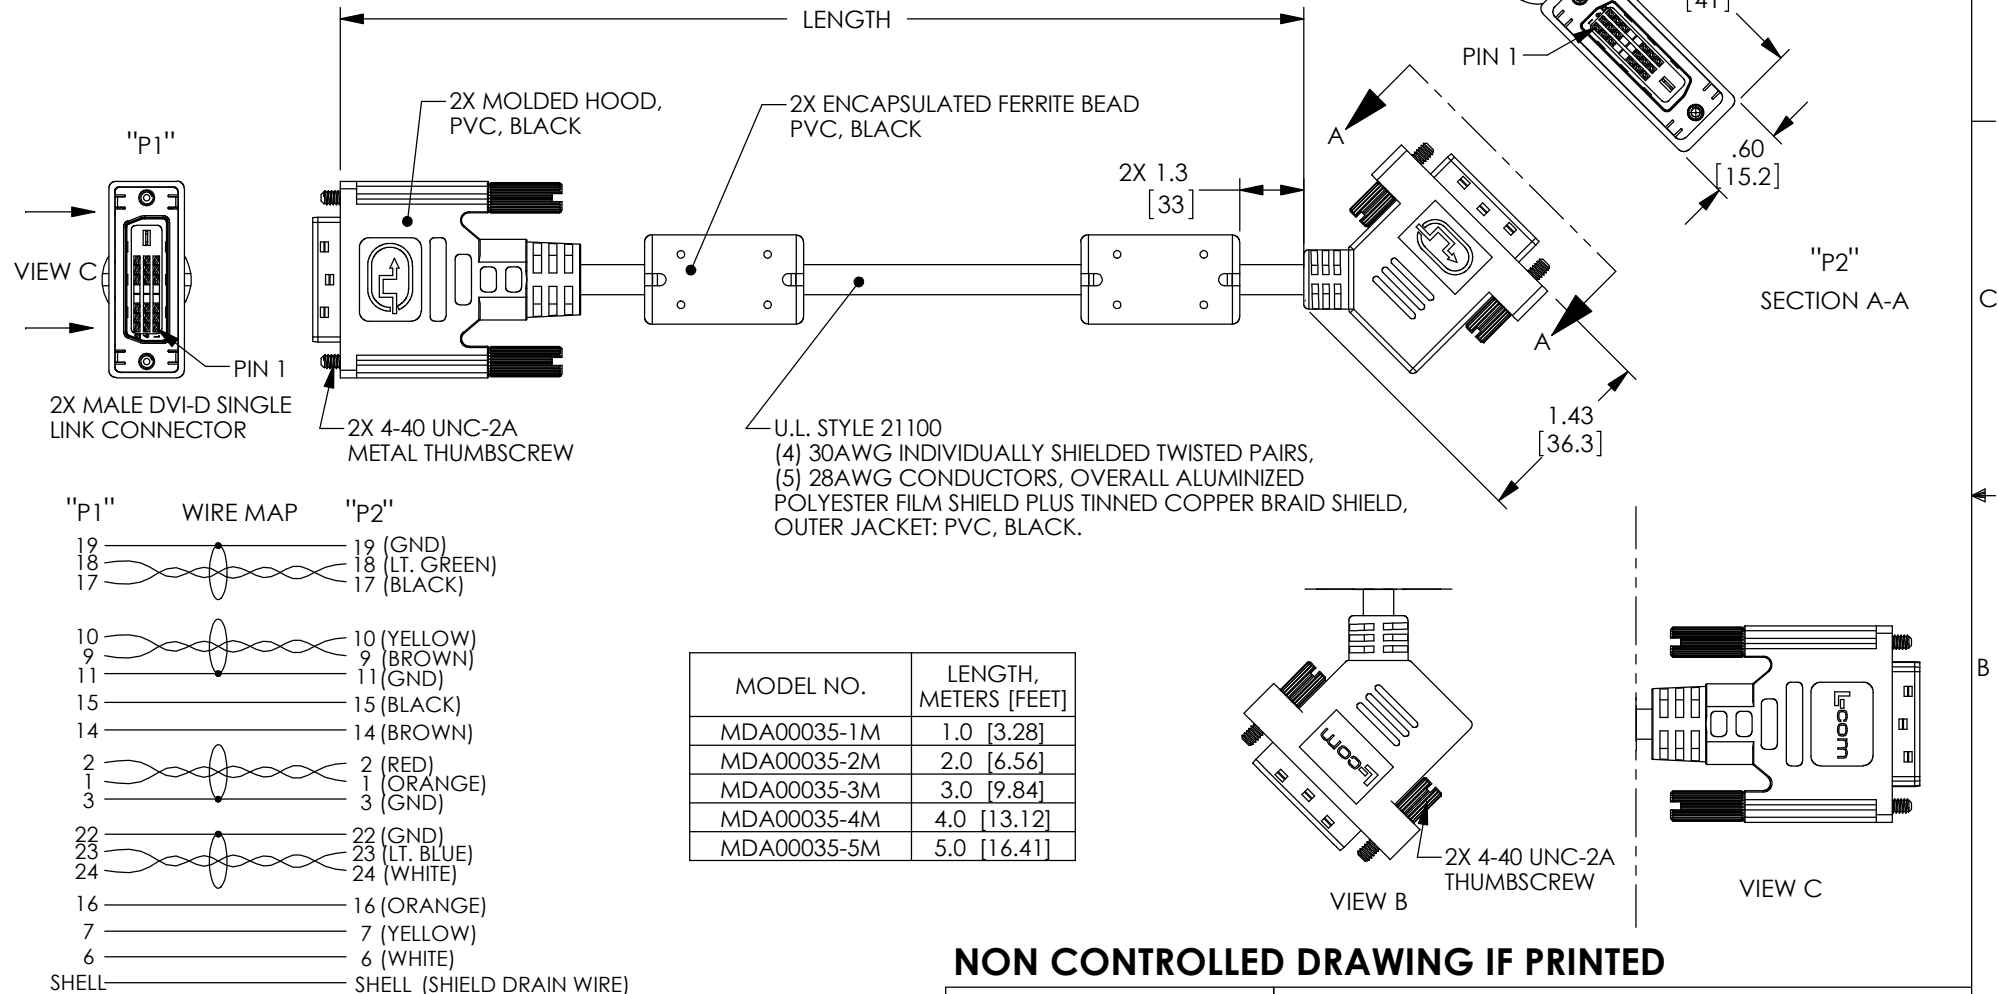 LENGTH
[41]
PIN 1
2X MOLDED HOOD,
PVC, BLACK
2X ENCAPSULATED FERRITE BEAD
PVC, BLACK
"P1"
A
.60
[15.2]
2X 1.3
[33]
VIEW C
"P2"
SECTION A-A
C
A
PIN 1
2X MALE DVI-D SINGLE
LINK CONNECTOR
2X 4-40 UNC-2A
METAL THUMBSCREW
U.L. STYLE 21100
(4) 30AWG INDIVIDUALLY SHIELDED TWISTED PAIRS,
(5) 28AWG CONDUCTORS, OVERALL ALUMINIZED
POLYESTER FILM SHIELD PLUS TINNED COPPER BRAID SHIELD,
OUTER JACKET: PVC, BLACK.
1.43
[36.3]
"P1" WIRE MAP "P2"
19 19 (GND)
18 18 (LT. GREEN)
17 17 (BLACK)
10 10 (YELLOW)
9 9 (BROWN)
11 11 (GND)
15 15 (BLACK)
14 14 (BROWN)
2 2 (RED)
1 1 (ORANGE)
3 3 (GND)
22 22 (GND)
23 23 (LT. BLUE)
24 24 (WHITE)
16 16 (ORANGE)
7 7 (YELLOW)
6 6 (WHITE)
SHELL SHELL (SHIELD DRAIN WIRE)
MODEL NO. LENGTH,
METERS [FEET]
MDA00035-1M 1.0 [3.28]
MDA00035-2M 2.0 [6.56]
MDA00035-3M 3.0 [9.84]
MDA00035-4M 4.0 [13.12]
MDA00035-5M 5.0 [16.41]
L-com
2X 4-40 UNC-2A
THUMBSCREW
VIEW B
L-com
VIEW C
B
NON CONTROLLED DRAWING IF PRINTED